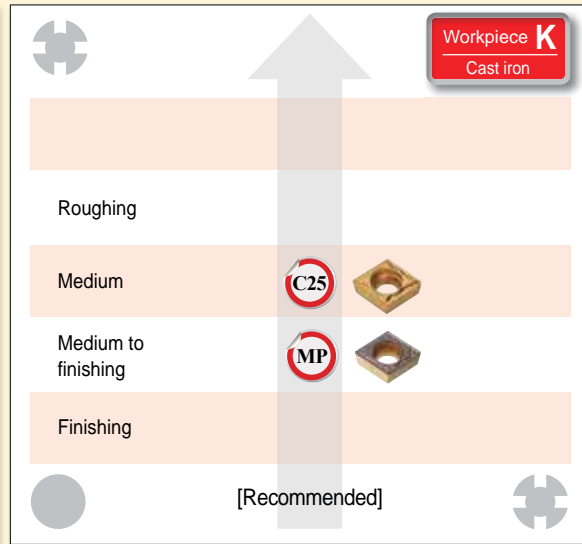 Workpiece K
Cast iron
Roughing
Medium
C25
Medium to
finishing
MP
Finishing
[Recommended]